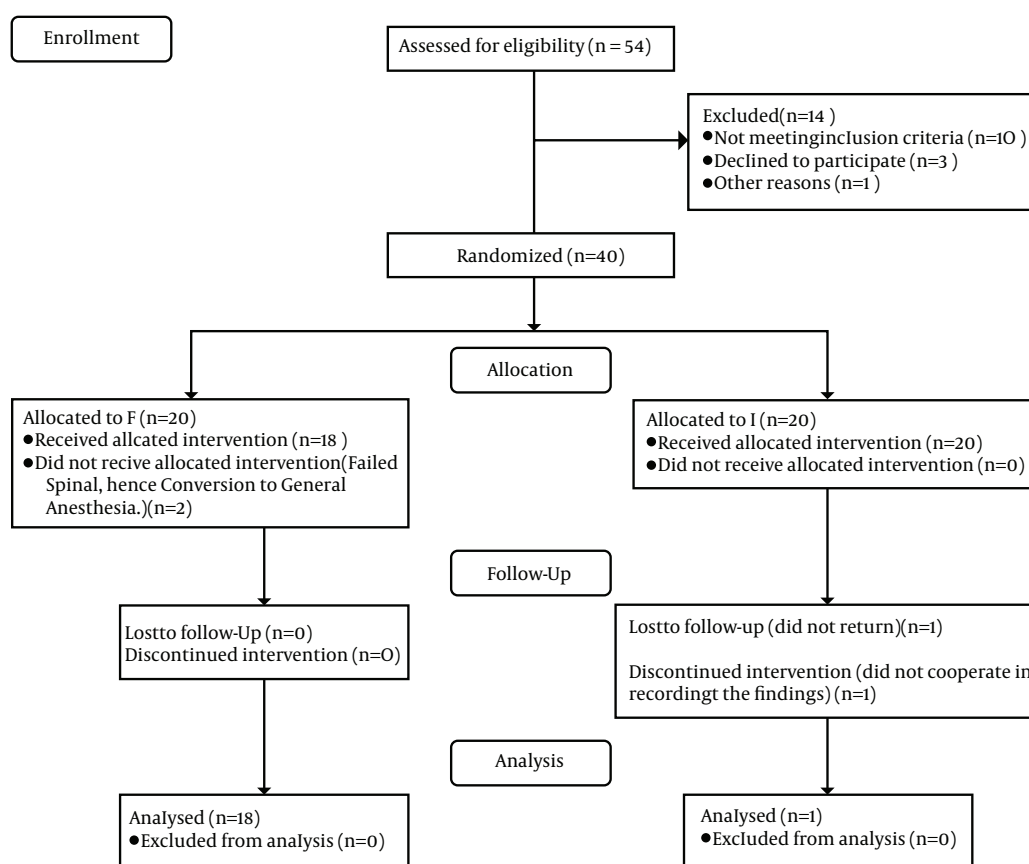 Enrollment
Assessed for eligibility (n = 54)
Excluded(n=14 )
●Not meetinginclusion criteria (n=1O )
●Declined to participate (n=3 )
●Other reasons (n=1 )
Randomized (n=40)
Allocation
Allocated to F (n=20)
●Received allcated intervention (n=18 )
●Did not recive allocated intervention(Failed
Spinal, hence Conversion to General
Anesthesia.)(n=2)
Allocated to I (n=20)
●Received allocated intervention (n=20)
●Did not receive allocated intervention (n=0)
Follow-Up
Lostto follow-Up (n=0)
Discontinued intervention (n=O)
Lostto follow-up (did not return)(n=1)
Discontinued intervention (did not cooperate in
recordingt the findings) (n=1)
Analysis
Analysed (n=18)
●Excluded from analysis (n=0)
Analysed (n=1)
●Excluded from analysis (n=0)